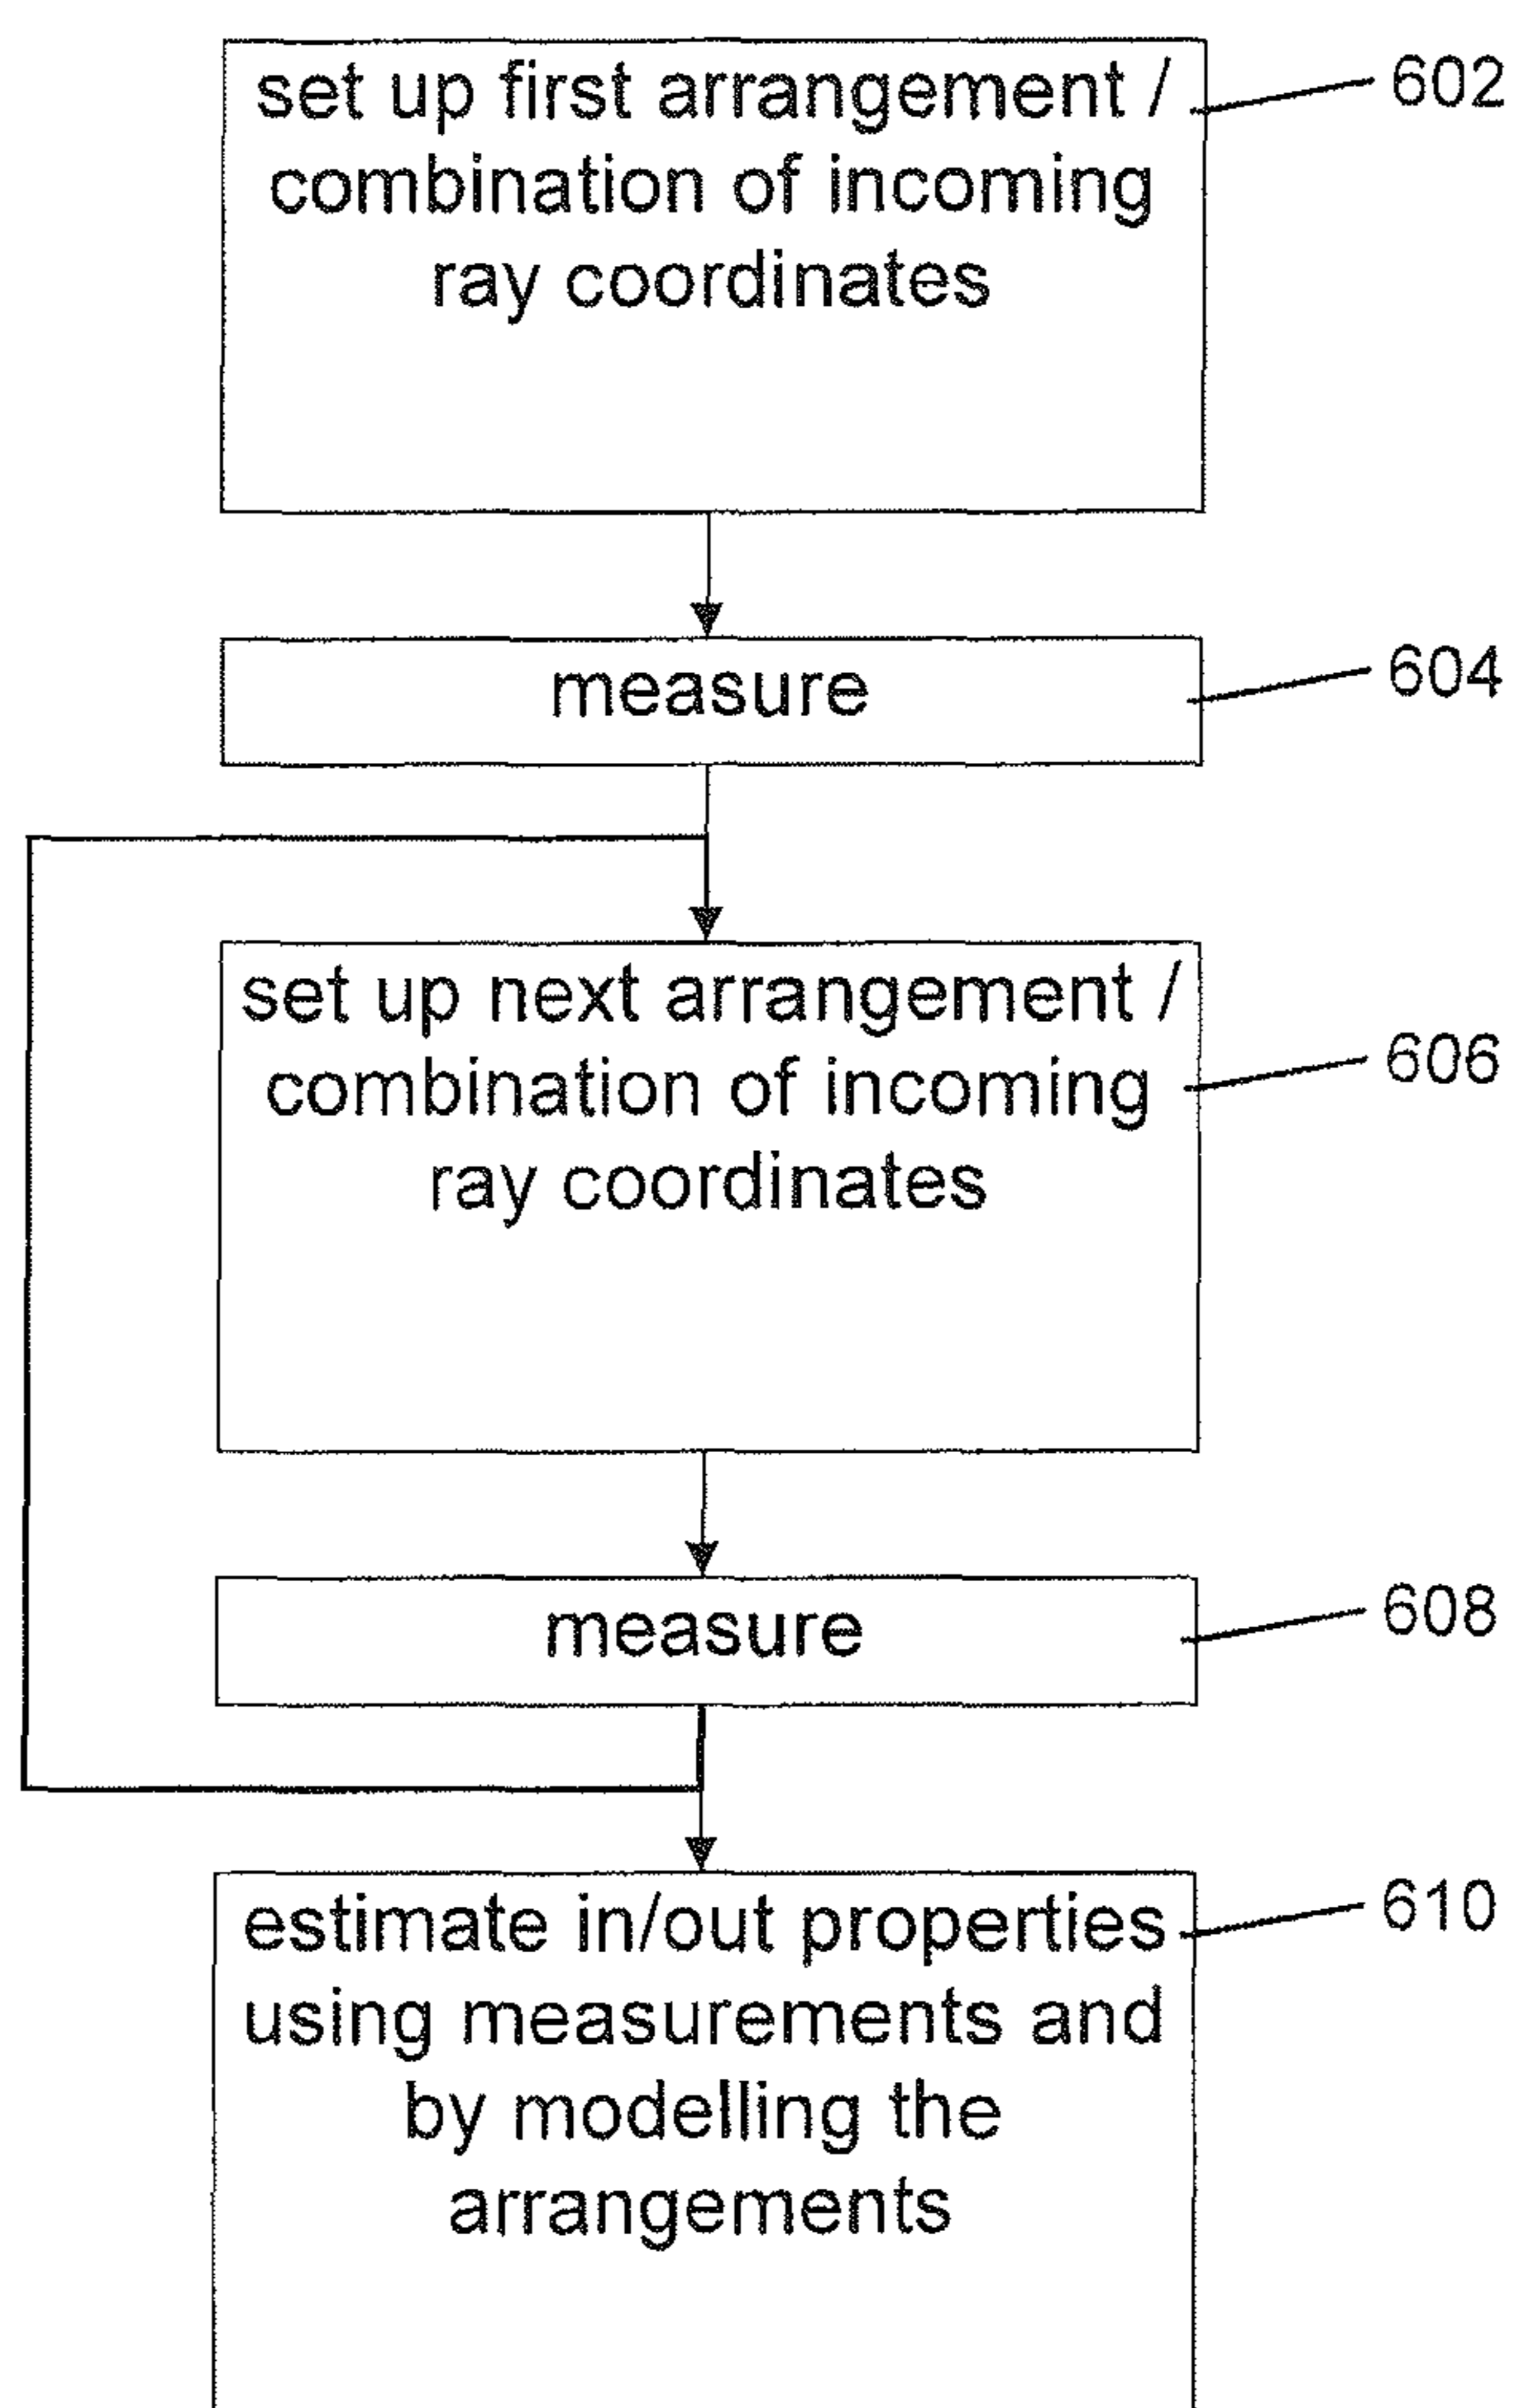 set up first arrangement /
combination of incoming
ray coordinates
602
measure
604
set up next arrangement /
combination of incoming
ray coordinates
606
measure
608
estimate in/out properties
using measurements and
by modelling the
arrangements
610